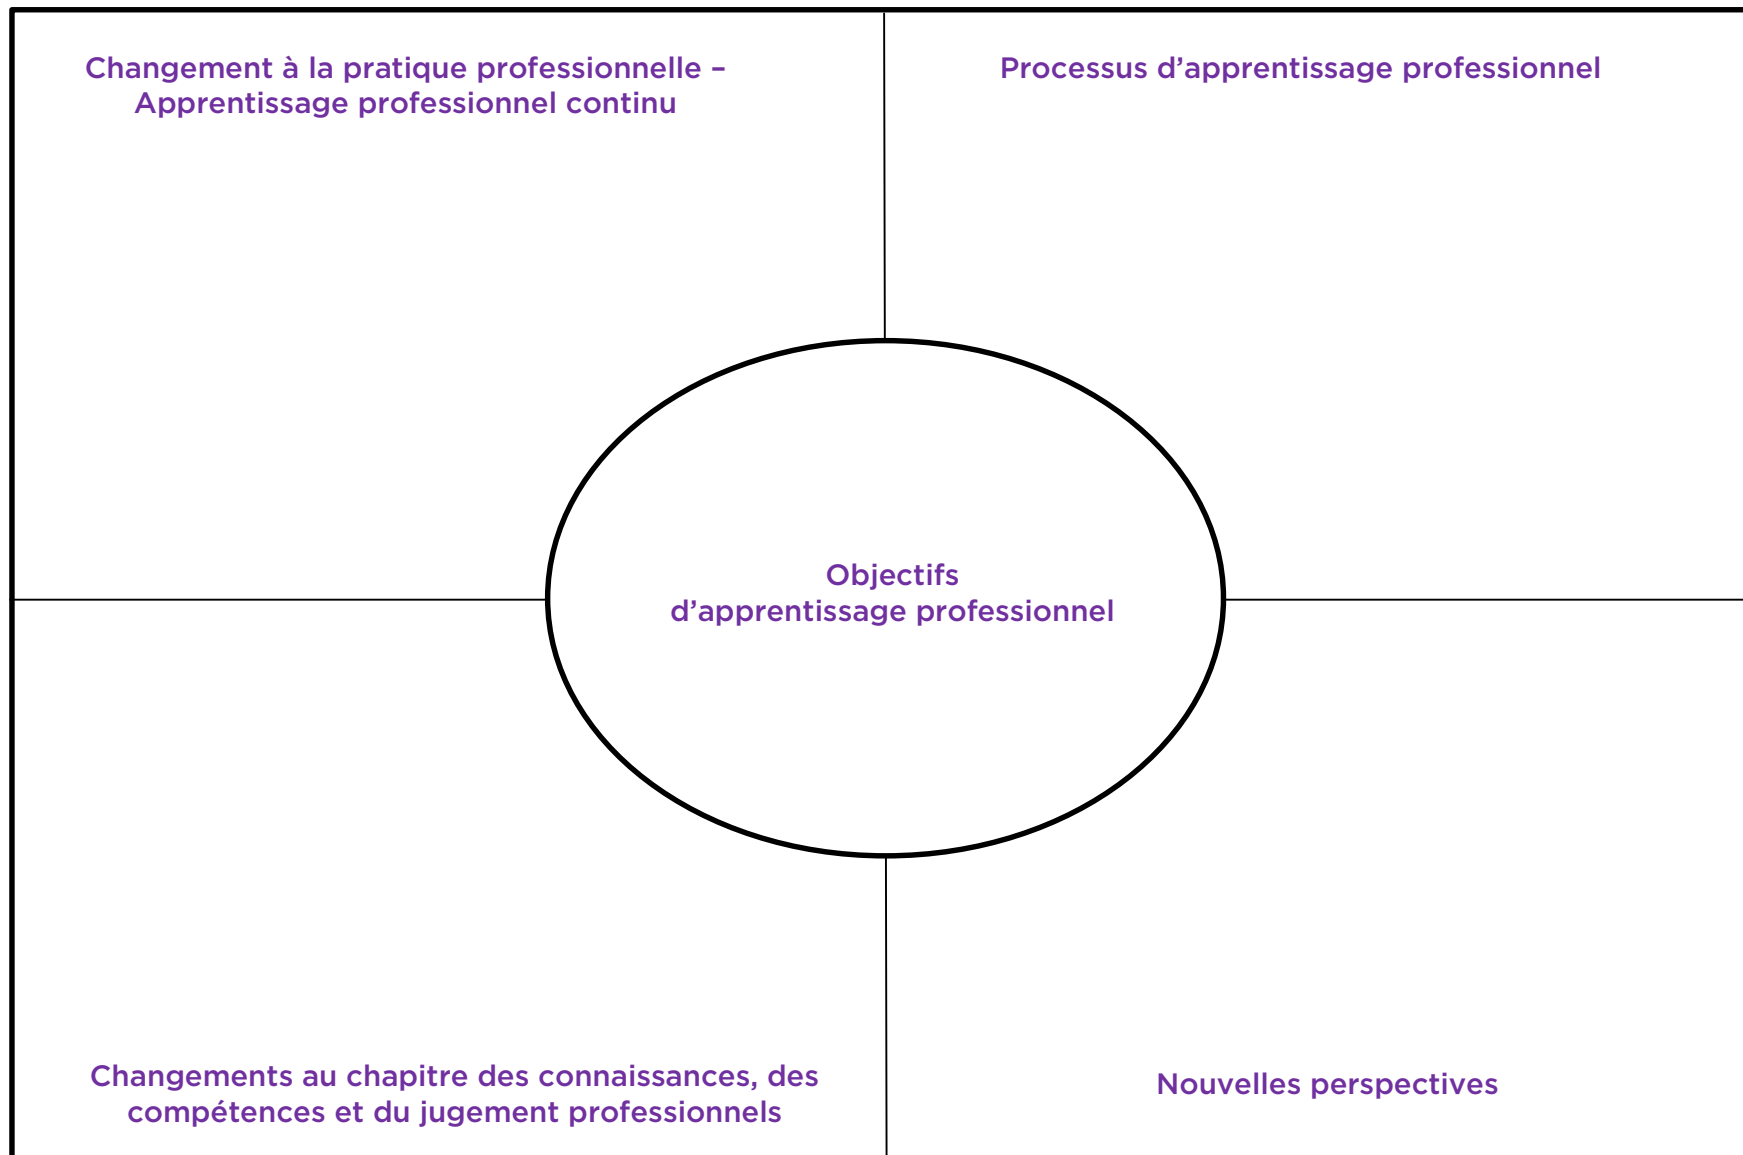 Changement à la pratique professionnelle –
Apprentissage professionnel continu
Processus d’apprentissage professionnel
Objectifs
d’apprentissage professionnel
Changements au chapitre des connaissances, des
compétences et du jugement professionnels
Nouvelles perspectives